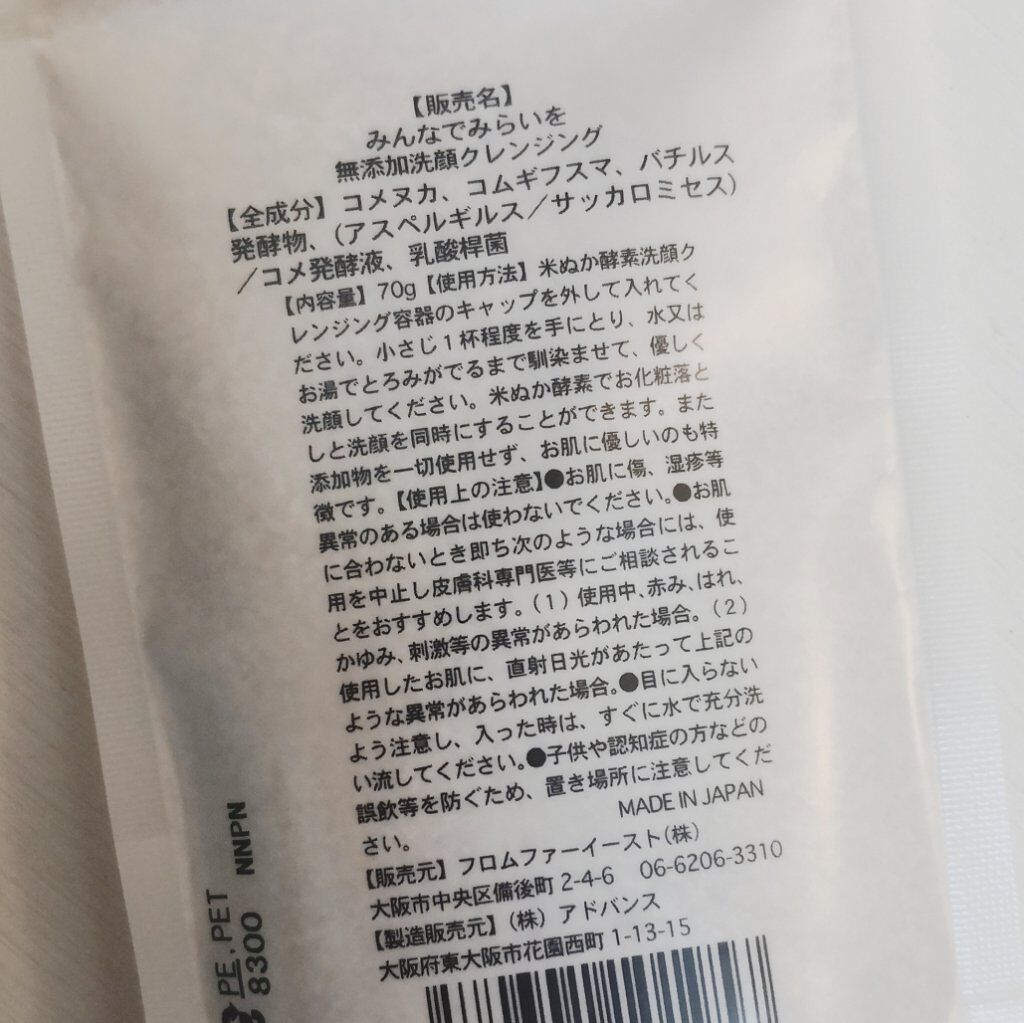 【販売名】
みんなでみらいを
無添加洗顔クレンジング
【全成分】コメヌカ、コムギフスマ、バチルス
発酵物、（アスペルギルス／サッカロミセス）
／コメ発酵液、乳酸桿菌
【内容量】70g【使用方法】米ぬか酵素洗顔ク
レンジング容器のキャップを外して入れてく
ださい。小さじ1杯程度を手にとり、水又は
お湯でとろみがでるまで馴染ませて、優しく
洗顔してください。米ぬか酵素でお化粧落と
しと洗顔を同時にすることができます。また
添加物を一切使用せず、お肌に優しいのも特
徴です。【使用上の注意】●お肌に傷、湿疹等
異常のある場合は使わないでください。●お肌
に合わないとき即ち次のような場合には、使
用を中止し皮膚科専門医等にご相談されるこ
とをおすすめします。（1）使用中、赤み、はれ、
かゆみ、刺激等の異常があらわれた場合。（2）
使用したお肌に、直射日光があたって上記の
ような異常があらわれた場合。●目に入らない
よう注意し、入った時は、すぐに水で充分洗
い流してください。●子供や認知症の方などの
誤飲等を防ぐため、置き場所に注意してくだ
さい。
MADE IN JAPAN
【販売元】フロムファーイースト（株）
大阪市中央区備後町 2-4-6 06-6206-3310
【製造販売元】（株）アドバンス
大阪府東大阪市花園西町 1-13-15
PE , PET
8300 NNPN